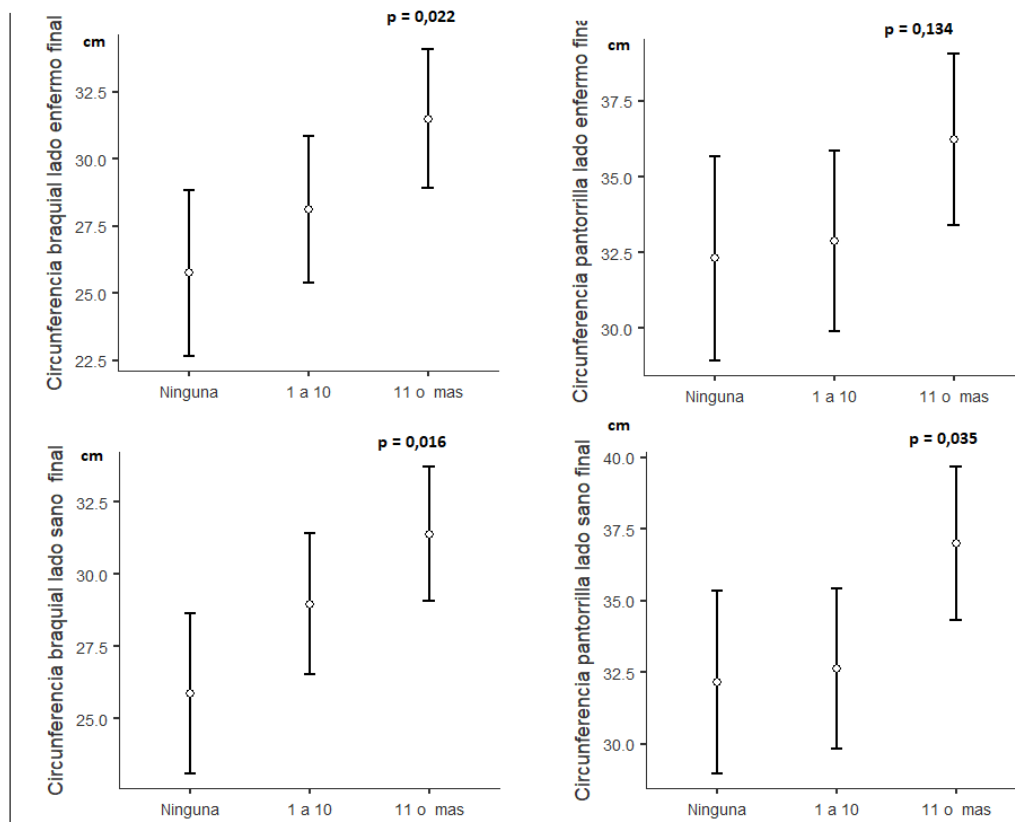 p = 0,022
cm
Circunferencia braquial lado enfermo final
32.5
30.0
27.5
25.0
22.5
Ninguna
1 a 10
11 o mas
p = 0,134
cm
Circunferencia pantorrilla lado enfermo final
37.5
35.0
32.5
30.0
Ninguna
1 a 10
11 o mas
p = 0,016
cm
Circunferencia braquial lado sano final
32.5
30.0
27.5
25.0
Ninguna
1 a 10
11 o mas
cm
p = 0,035
Circunferencia pantorrilla lado sano final
40.0
37.5
35.0
32.5
30.0
Ninguna
1 a 10
11 o mas